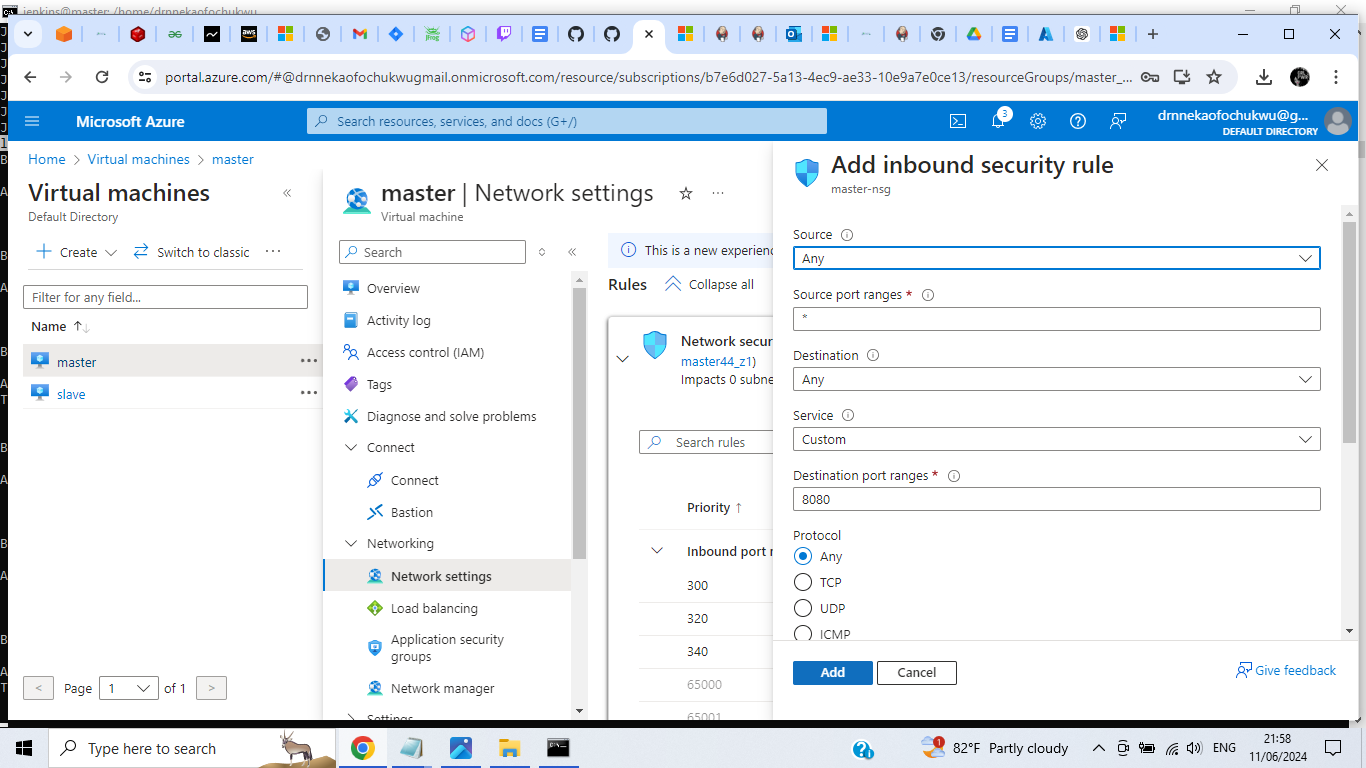 jenkins@master: /home/drnnekaofochukwu
portal.azure.com/#@drnnekaofochukwugmail.onmicrosoft.com/resource/subscriptions/b7e6d027-5a13-4ec9-ae33-10e9a7e0ce13/resourceGroups/master_...
Microsoft Azure
Search resources, services, and docs (G+/)
3
drnnekaofochukwu@g...
DEFAULT DIRECTORY
Home > Virtual machines > master
Virtual machines
Default Directory
Create
Switch to classic
Filter for any field...
Name
master
slave
< Page 1 of 1 >
master | Network settings
Virtual machine
Search
Overview
Activity log
Access control (IAM)
Tags
Diagnose and solve problems
Connect
Connect
Bastion
Networking
Network settings
Load balancing
Application security
groups
Network manager
Settings
This is a new experienc
Rules
Collapse all
Network secur
master44_z1)
Impacts 0 subne
Search rules
Priority ↑
Inbound port r
300
320
340
65000
65001
Add inbound security rule
master-nsg
Source
Any
Source port ranges *
*
Destination
Any
Service
Custom
Destination port ranges *
8080
Protocol
Any
TCP
UDP
ICMP
Add
Cancel
Give feedback
Type here to search
1
82°F Partly cloudy
ENG
21:58
11/06/2024